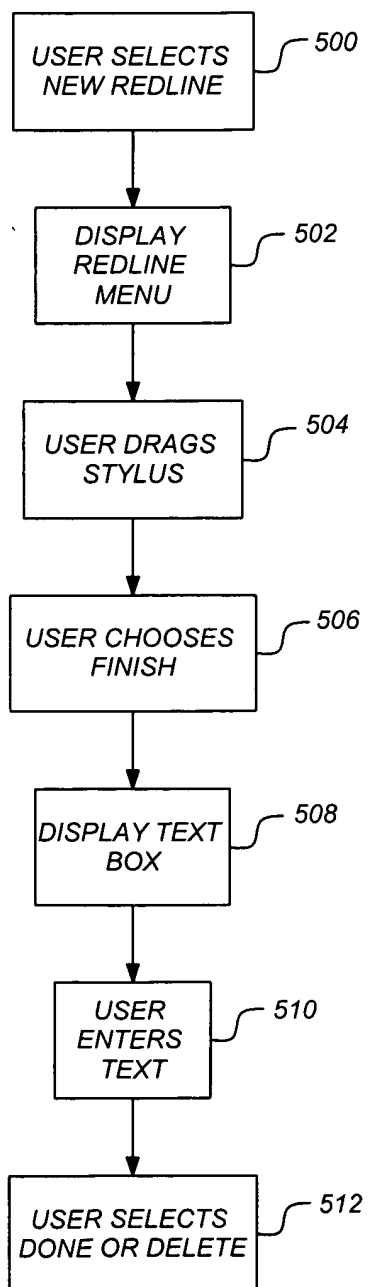 USER SELECTS
NEW REDLINE
500
DISPLAY
REDLINE
MENU
502
USER DRAGS
STYLUS
504
USER CHOOSES
FINISH
506
DISPLAY TEXT
BOX
508
USER
ENTERS
TEXT
510
USER SELECTS
DONE OR DELETE
512